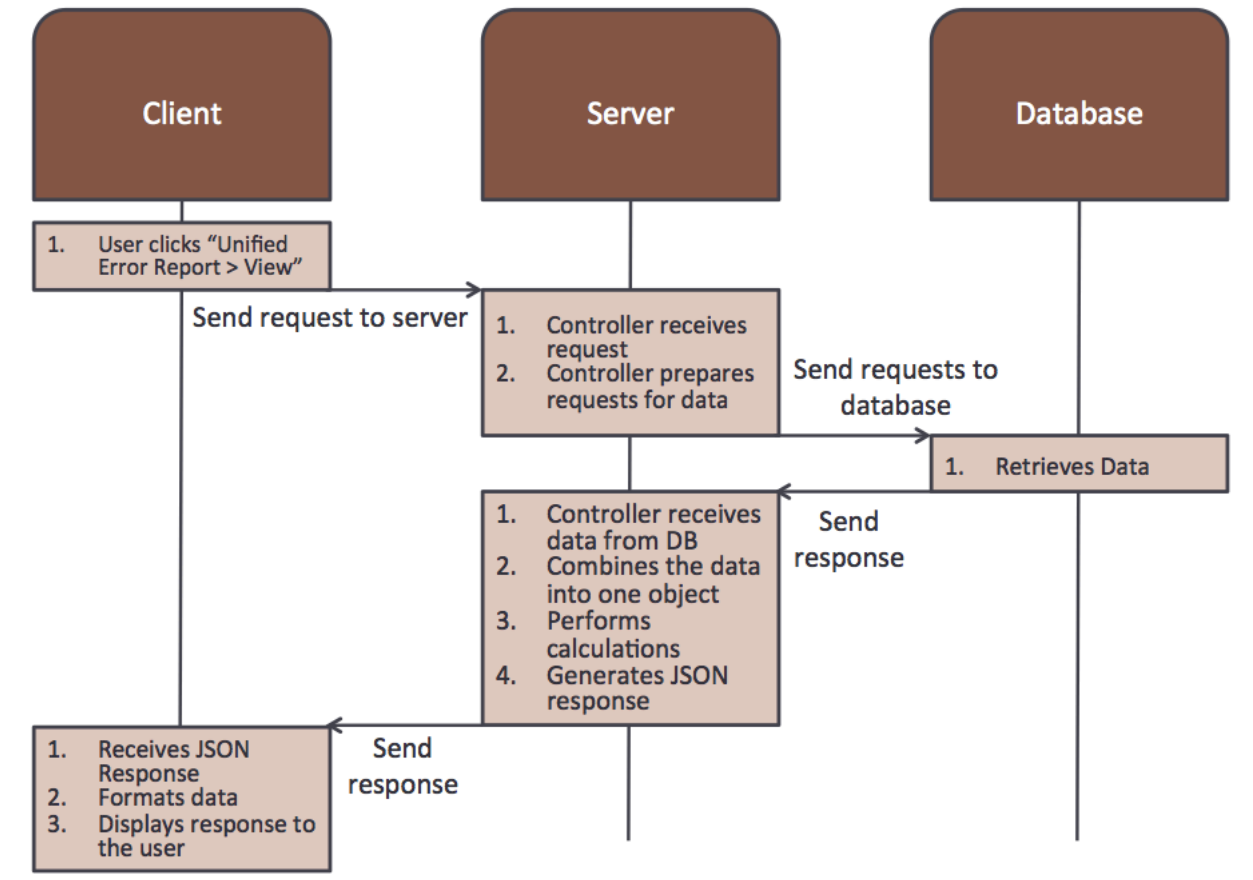 Client
Server
Database
1. User clicks “Unified
Error Report > View”
Send request to server
1. Controller receives
request
2. Controller prepares
requests for data
Send requests to
database
1. Retrieves Data
Send
response
1. Controller receives
data from DB
2. Combines the data
into one object
3. Performs
calculations
4. Generates JSON
response
Send
response
1. Receives JSON
Response
2. Formats data
3. Displays response to
the user